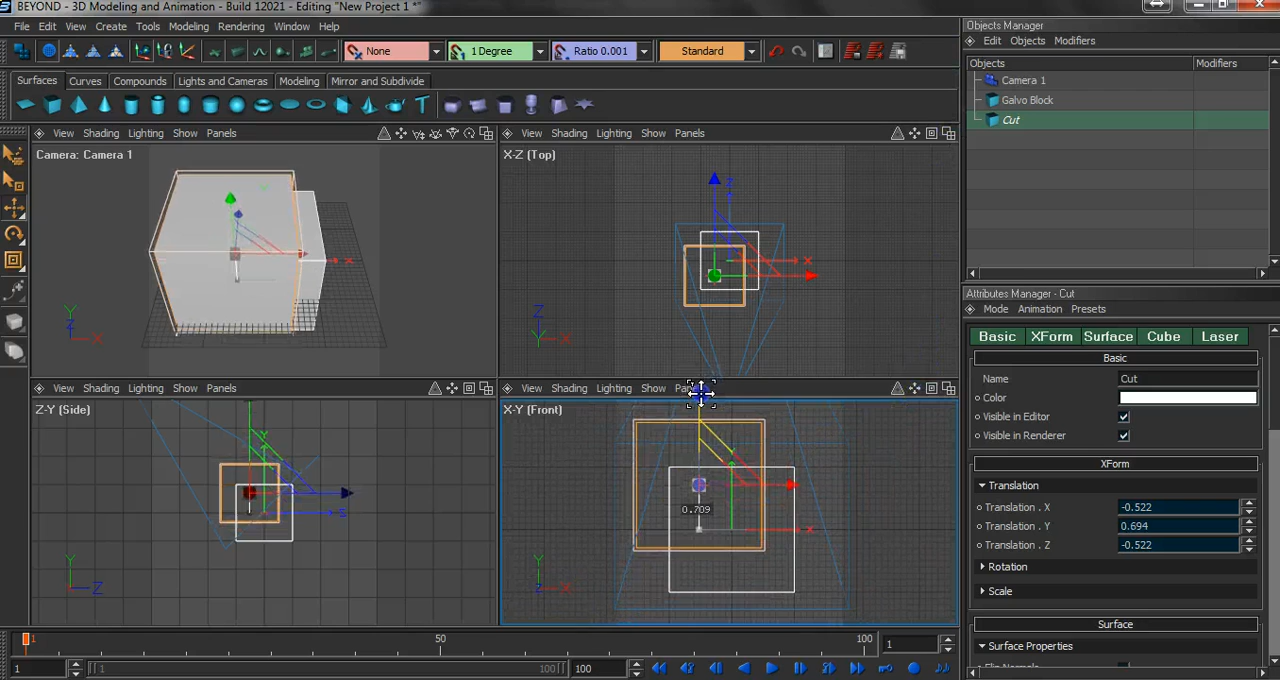 BEYOND - 3D Modeling and Animation - Build 12021 - Editing "New Project 1 *"
File Edit View Create Tools Modeling Rendering Window Help
None 1 Degree Ratio 0.001 Standard
Surfaces Curves Compounds Lights and Cameras Modeling Mirror and Subdivide
View Shading Lighting Show Panels
Camera: Camera 1
View Shading Lighting Show Panels
X-Z (Top)
Z
X
Y
X
Z
Y
X
View Shading Lighting Show Panels
Z-Y (Side)
Y
Z
Y
Z
View Shading Lighting Show
X-Y (Front)
0.709
X
Y
X
1 50 100 1
1 1 100 100
Objects Manager
Edit Objects Modifiers
Objects Modifiers
Camera 1
Galvo Block
Cut
Attributes Manager - Cut
Mode Animation Presets
Basic XForm Surface Cube Laser
Basic
Name Cut
Color
Visible in Editor
Visible in Renderer
XForm
Translation
Translation . X -0.522
Translation . Y 0.694
Translation . Z -0.522
Rotation
Scale
Surface
Surface Properties